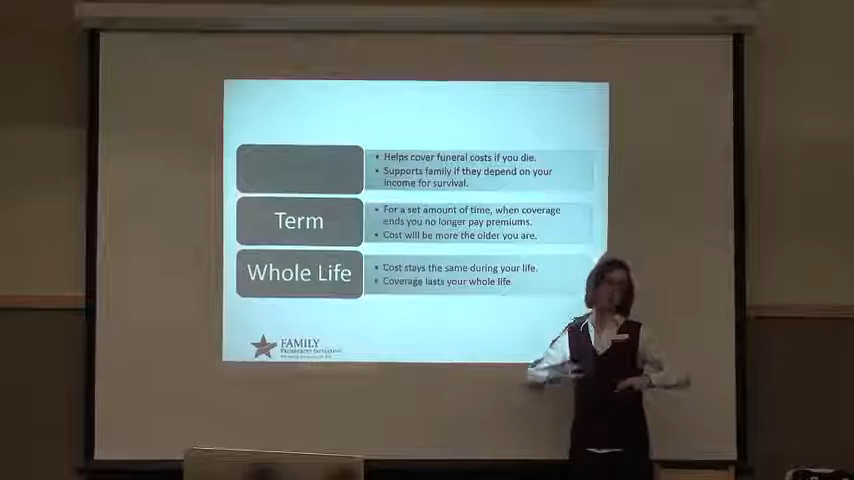 • Helps cover funeral costs if you die.
• Supports family if they depend on your
income for survival.
Term
• For a set amount of time, when coverage
ends you no longer pay premiums.
• Cost will be more the older you are.
Whole Life
• Cost stays the same during your life.
• Coverage lasts your whole life.
FAMILY
PROSPERITY INITIATIVE